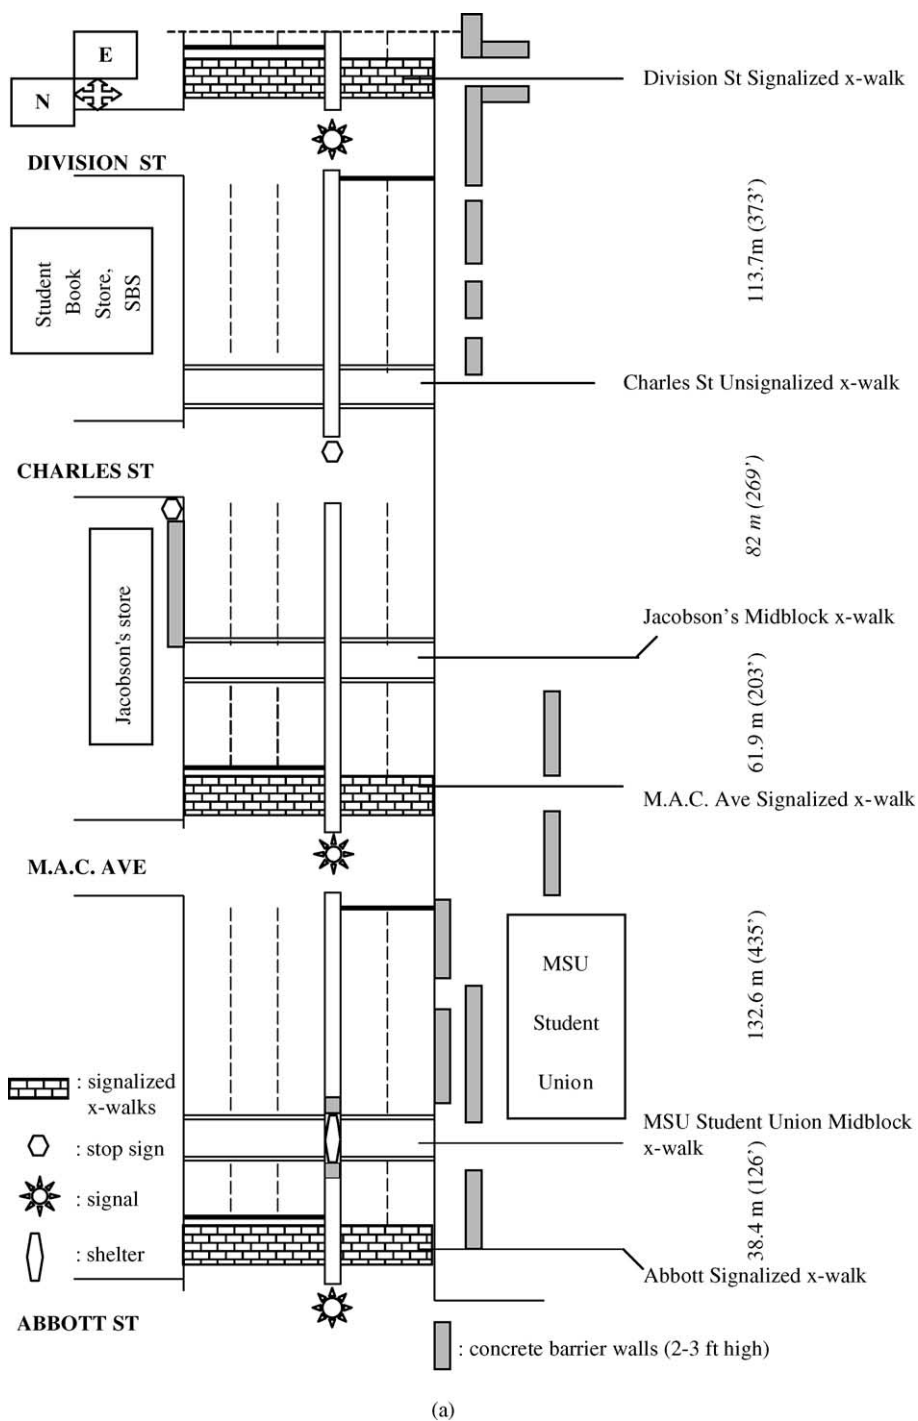 E
N
Division St Signalized x-walk
DIVISION ST
113.7m (373’)
Student
Book
Store,
SBS
Charles St Unsignalized x-walk
CHARLES ST
82 m (269’)
Jacobson's store
Jacobson’s Midblock x-walk
61.9 m (203’)
M.A.C. Ave Signalized x-walk
M.A.C. AVE
132.6 m (435’)
MSU
Student
Union
: signalized
x-walks
MSU Student Union Midblock
x-walk
: stop sign
38.4 m (126’)
: signal
: shelter
Abbott Signalized x-walk
ABBOTT ST
: concrete barrier walls (2-3 ft high)
(a)